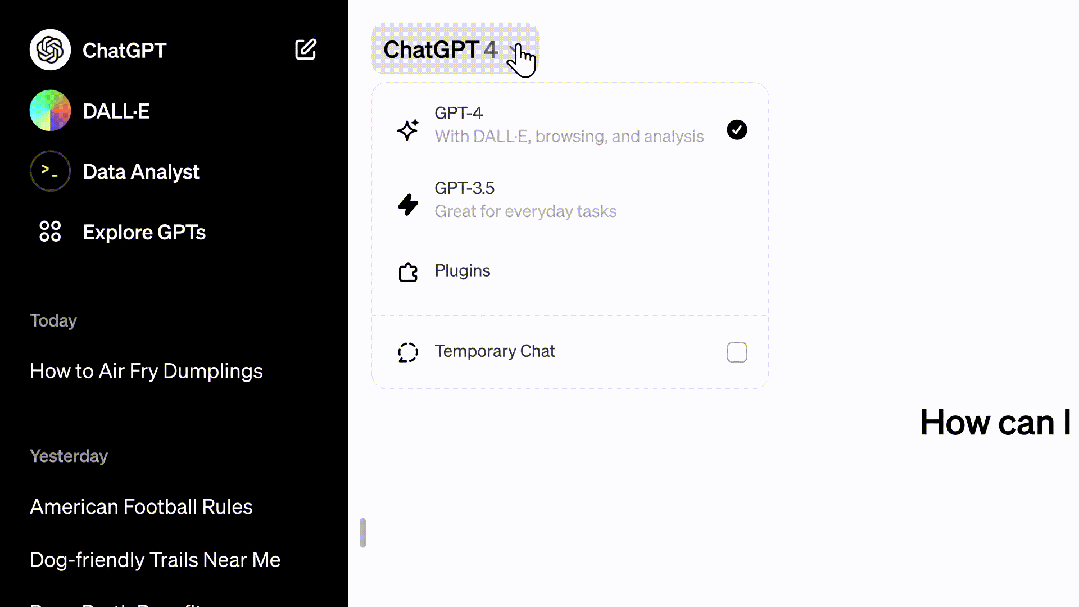 ChatGPT
DALL·E
>_
Data Analyst
Explore GPTs
Today
How to Air Fry Dumplings
Yesterday
American Football Rules
Dog-friendly Trails Near Me
ChatGPT 4
GPT-4
With DALL·E, browsing, and analysis
GPT-3.5
Great for everyday tasks
Plugins
Temporary Chat
How can I